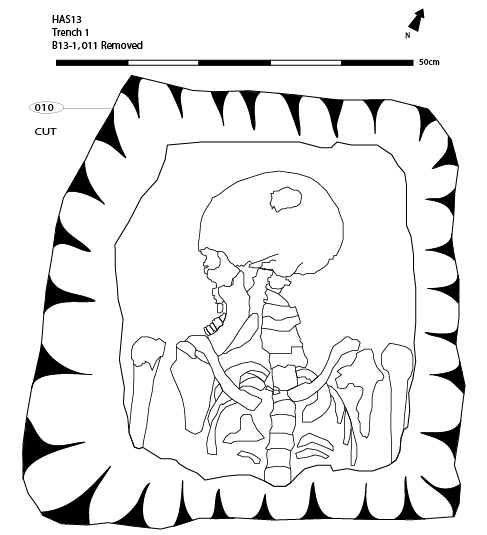 HAS13
Trench 1
B13-1, 011 Removed
N
50cm
010
CUT